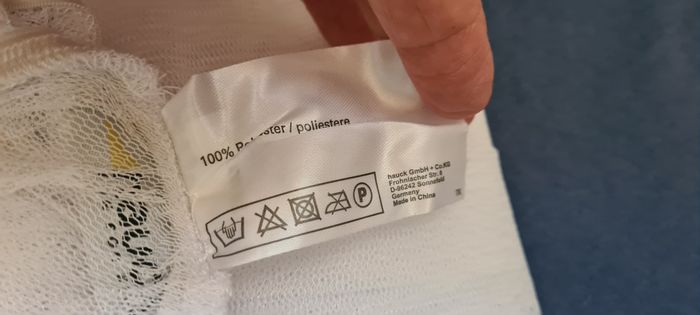 100% Polyester / poliestere
P
hauck GmbH + Co.KG
Frohnlacher Str. 8
D-96242 Sonnefeld
Germany
Made in China